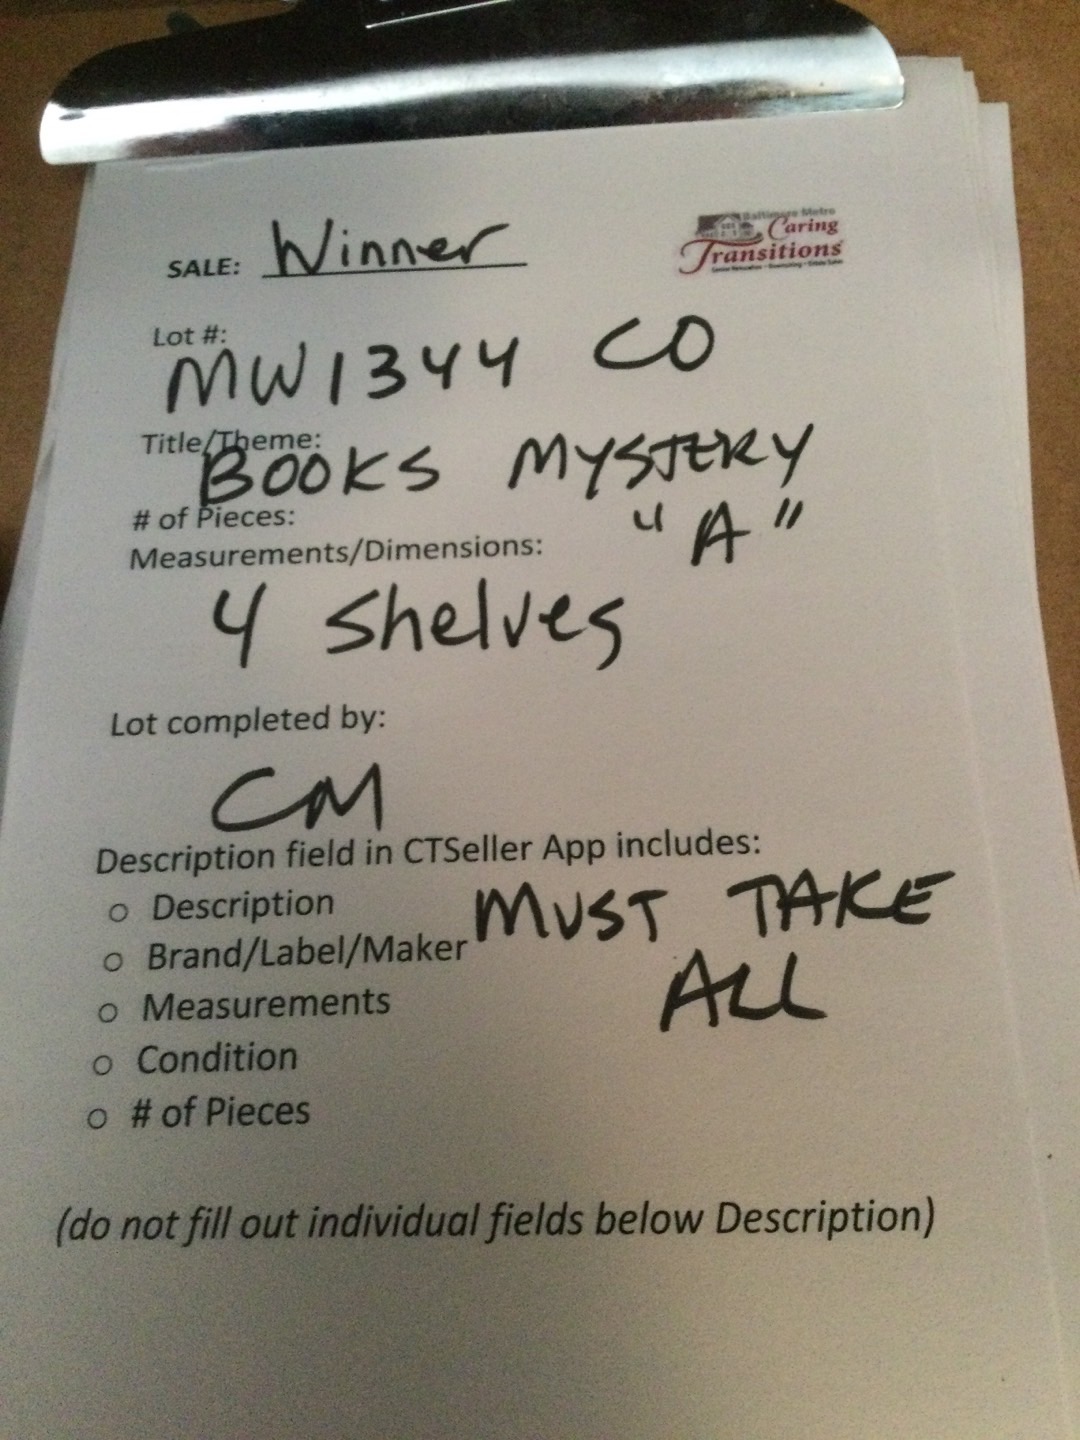 SALE: Winner
Baltimore Metro
Caring
Transitions
Lot #:
MW1344 CO
Title/Theme:
BOOKS MYSTERY
# of Pieces:
"A"
Measurements/Dimensions:
4 shelves
Lot completed by:
CM
Description field in CTSeller App includes:
○ Description
MUST TAKE
○ Brand/Label/Maker
ALL
○ Measurements
○ Condition
○ # of Pieces
(do not fill out individual fields below Description)